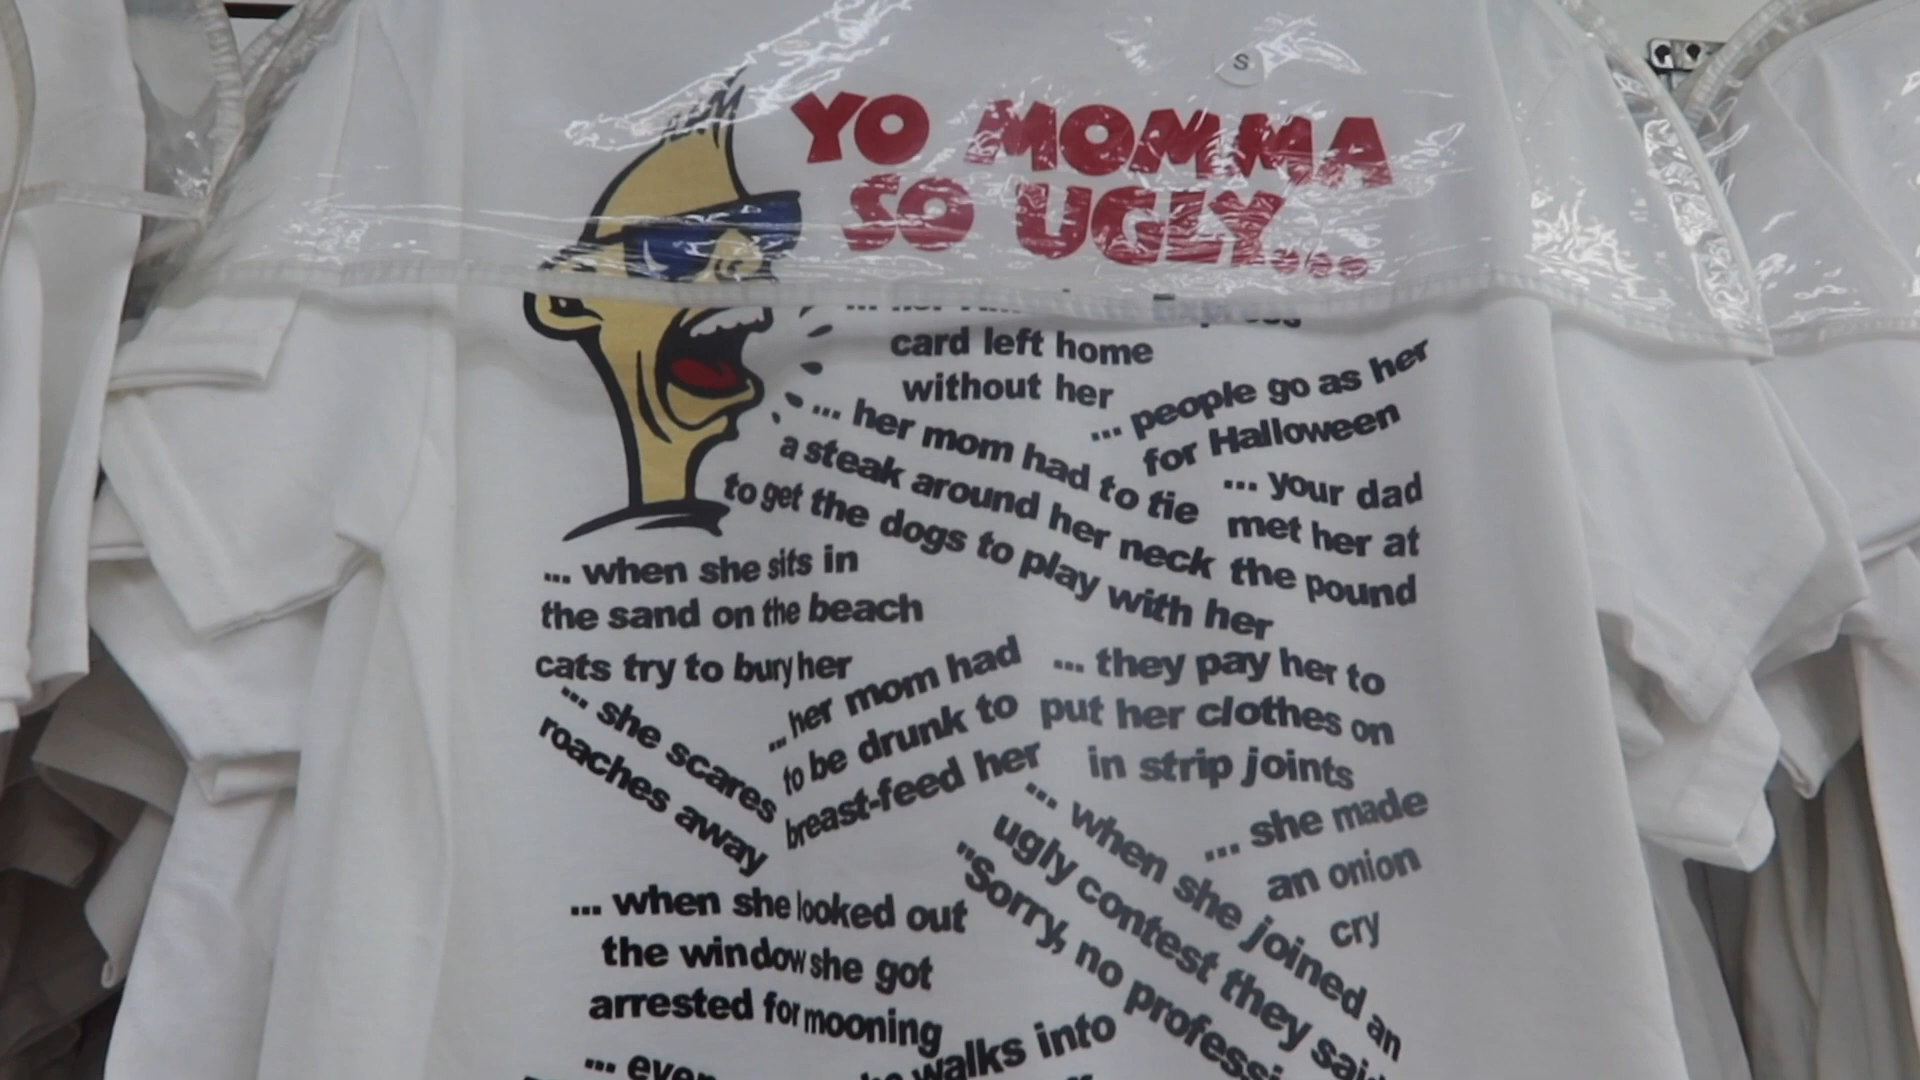 S
YO MOMMA
SO UGLY...
card left home
without her
... people go as her
for Halloween
... her mom had to tie
a steak around her neck
to get the dogs to play with her
... your dad
met her at
the pound
... when she sits in
the sand on the beach
cats try to bury her
... she scares
roaches away
... her mom had
to be drunk to
breast-feed her
... they pay her to
put her clothes on
in strip joints
... she made
an onion
cry
... when she joined an
ugly contest they
"Sorry, no
... when she looked out
the window she got
arrested for mooning
walks into